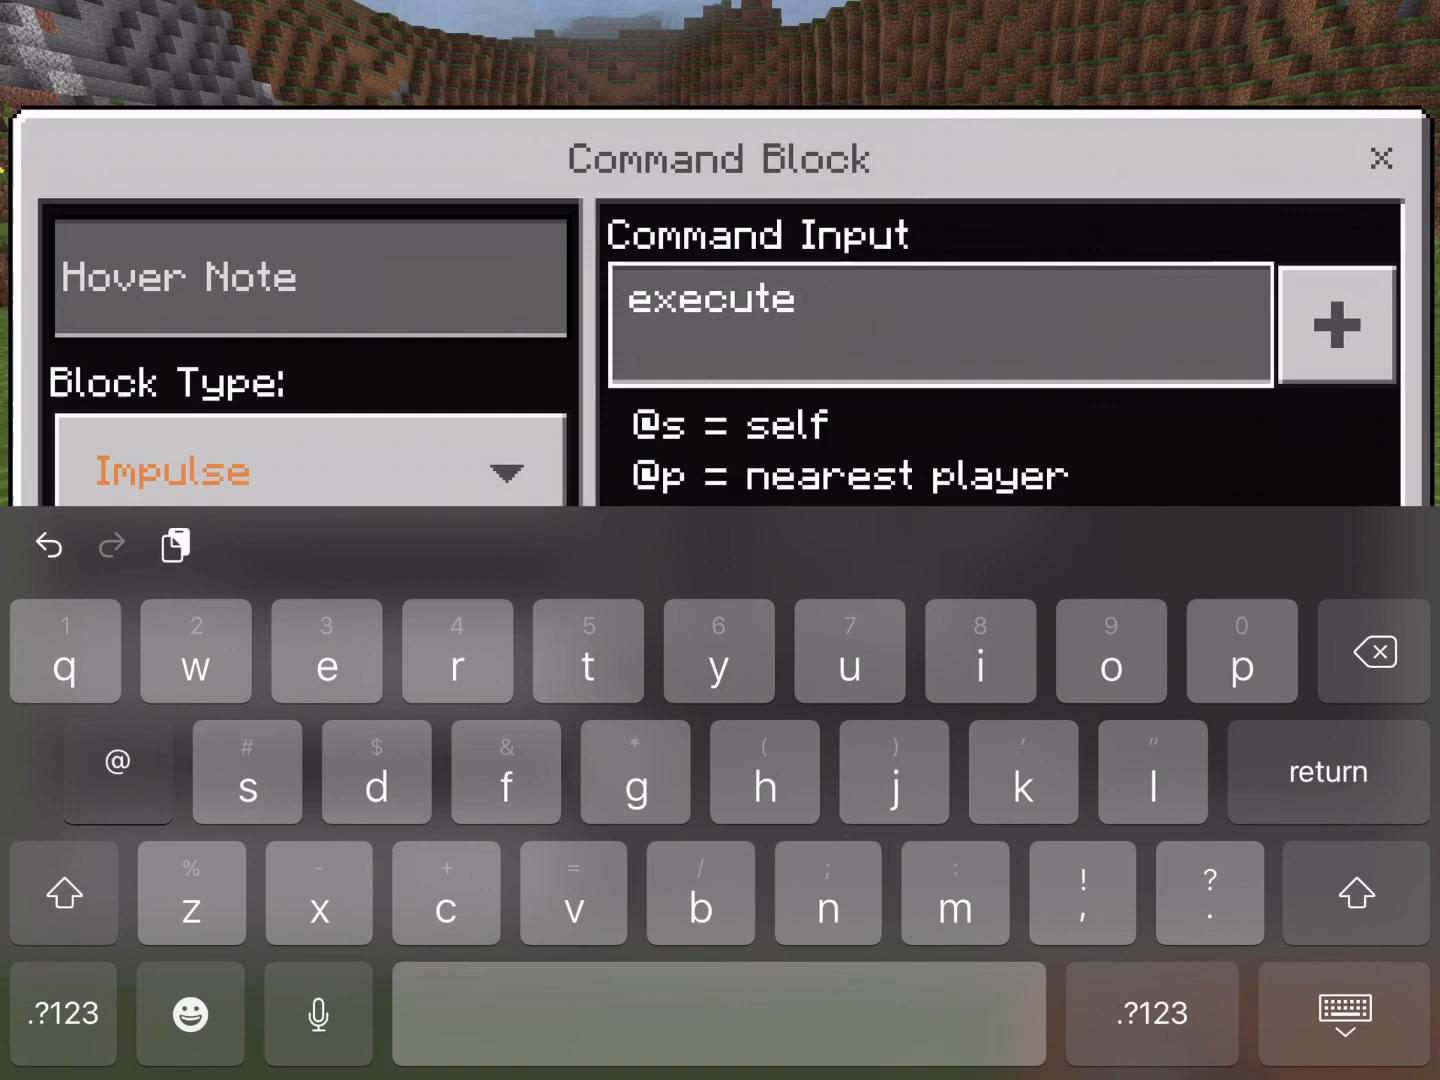 Command Block
Hover Note
Block Type:
Impulse
Command Input
execute
@s = self
@p = nearest player
1 2 3 4 5 6 7 8 9 0
q w e r t y u i o p
# $ & * ( ) ' "
@ s d f g h j k l return
% - + = / ; : ! ?
z x c v b n m , .
.?123 .?123